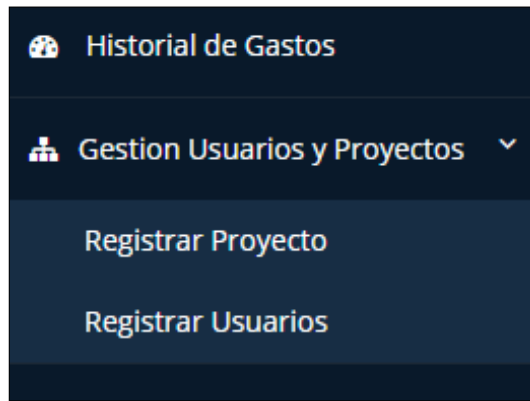 Historial de Gastos
Gestion Usuarios y Proyectos
Registrar Proyecto
Registrar Usuarios